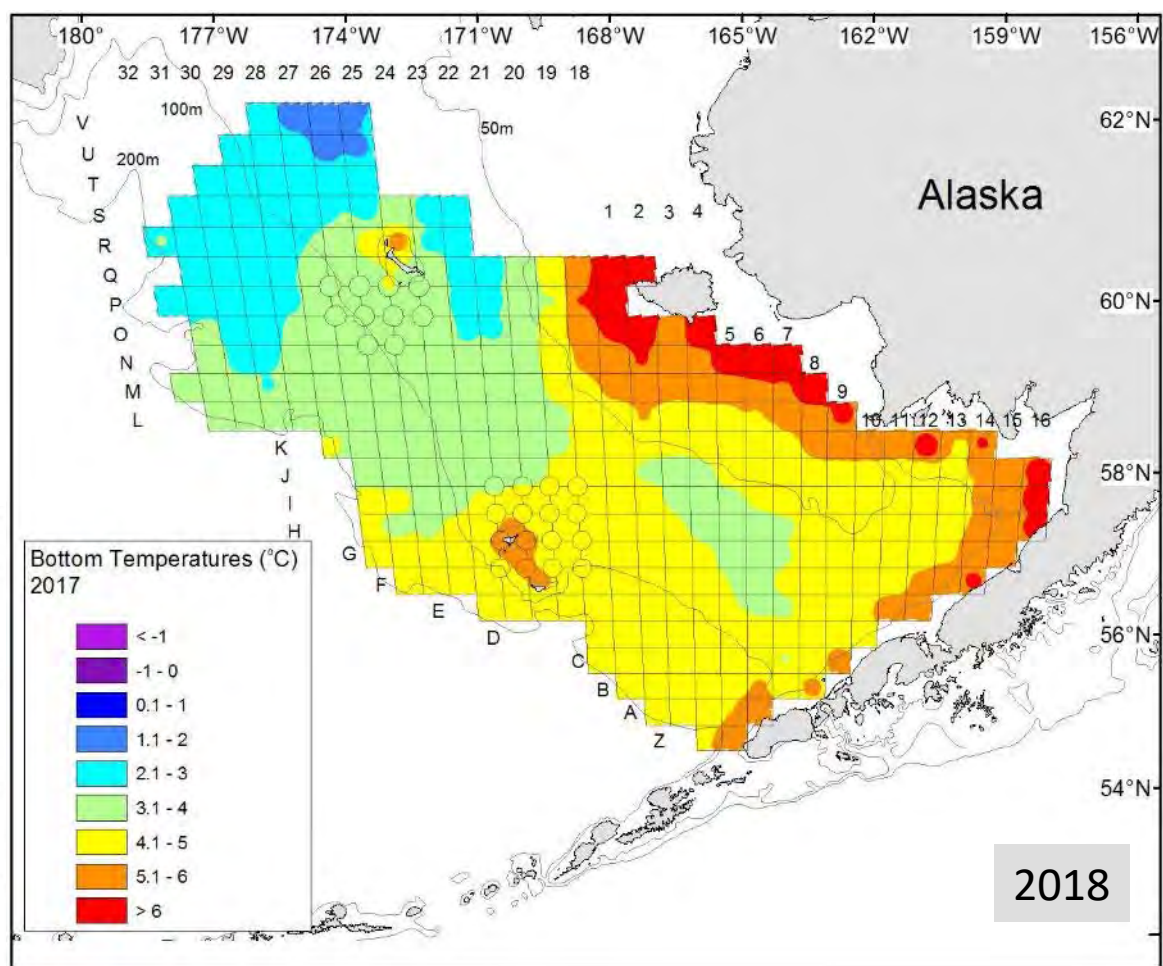 180° 177°W 174°W 171°W 168°W 165°W 162°W 159°W 156°W
32 31 30 29 28 27 26 25 24 23 22 21 20 19 18
100m
50m
200m
62°N
60°N
58°N
56°N
54°N
V
U
T
S
R
Q
P
O
N
M
L
K
J
I
H
G
F
E
D
C
B
A
Z
Alaska
1 2 3 4
5 6 7
8
9
10 11 12 13 14 15 16
Bottom Temperatures (°C)
2017
< -1
-1 - 0
0.1 - 1
1.1 - 2
2.1 - 3
3.1 - 4
4.1 - 5
5.1 - 6
> 6
2018